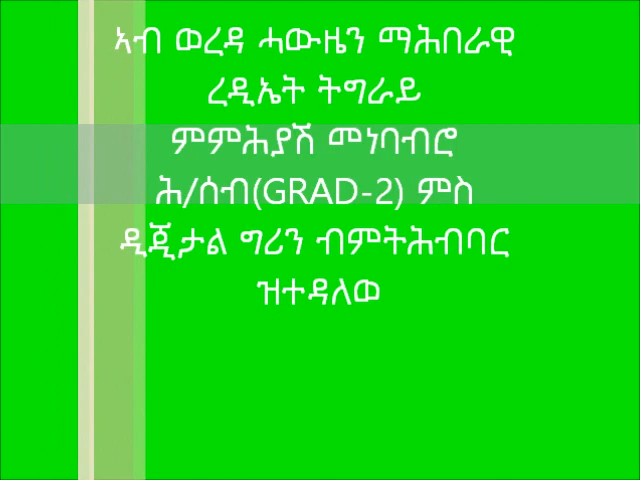 ኣብ ወረዳ ሓውዜን ማሕበራዊ
ረዲኤት ትግራይ
ምምሕያሽ መነባብሮ
ሕ/ሰብ(GRAD-2) ምስ
ዲጂታል ግሪን ብምትሕብባር
ዝተዳለወ